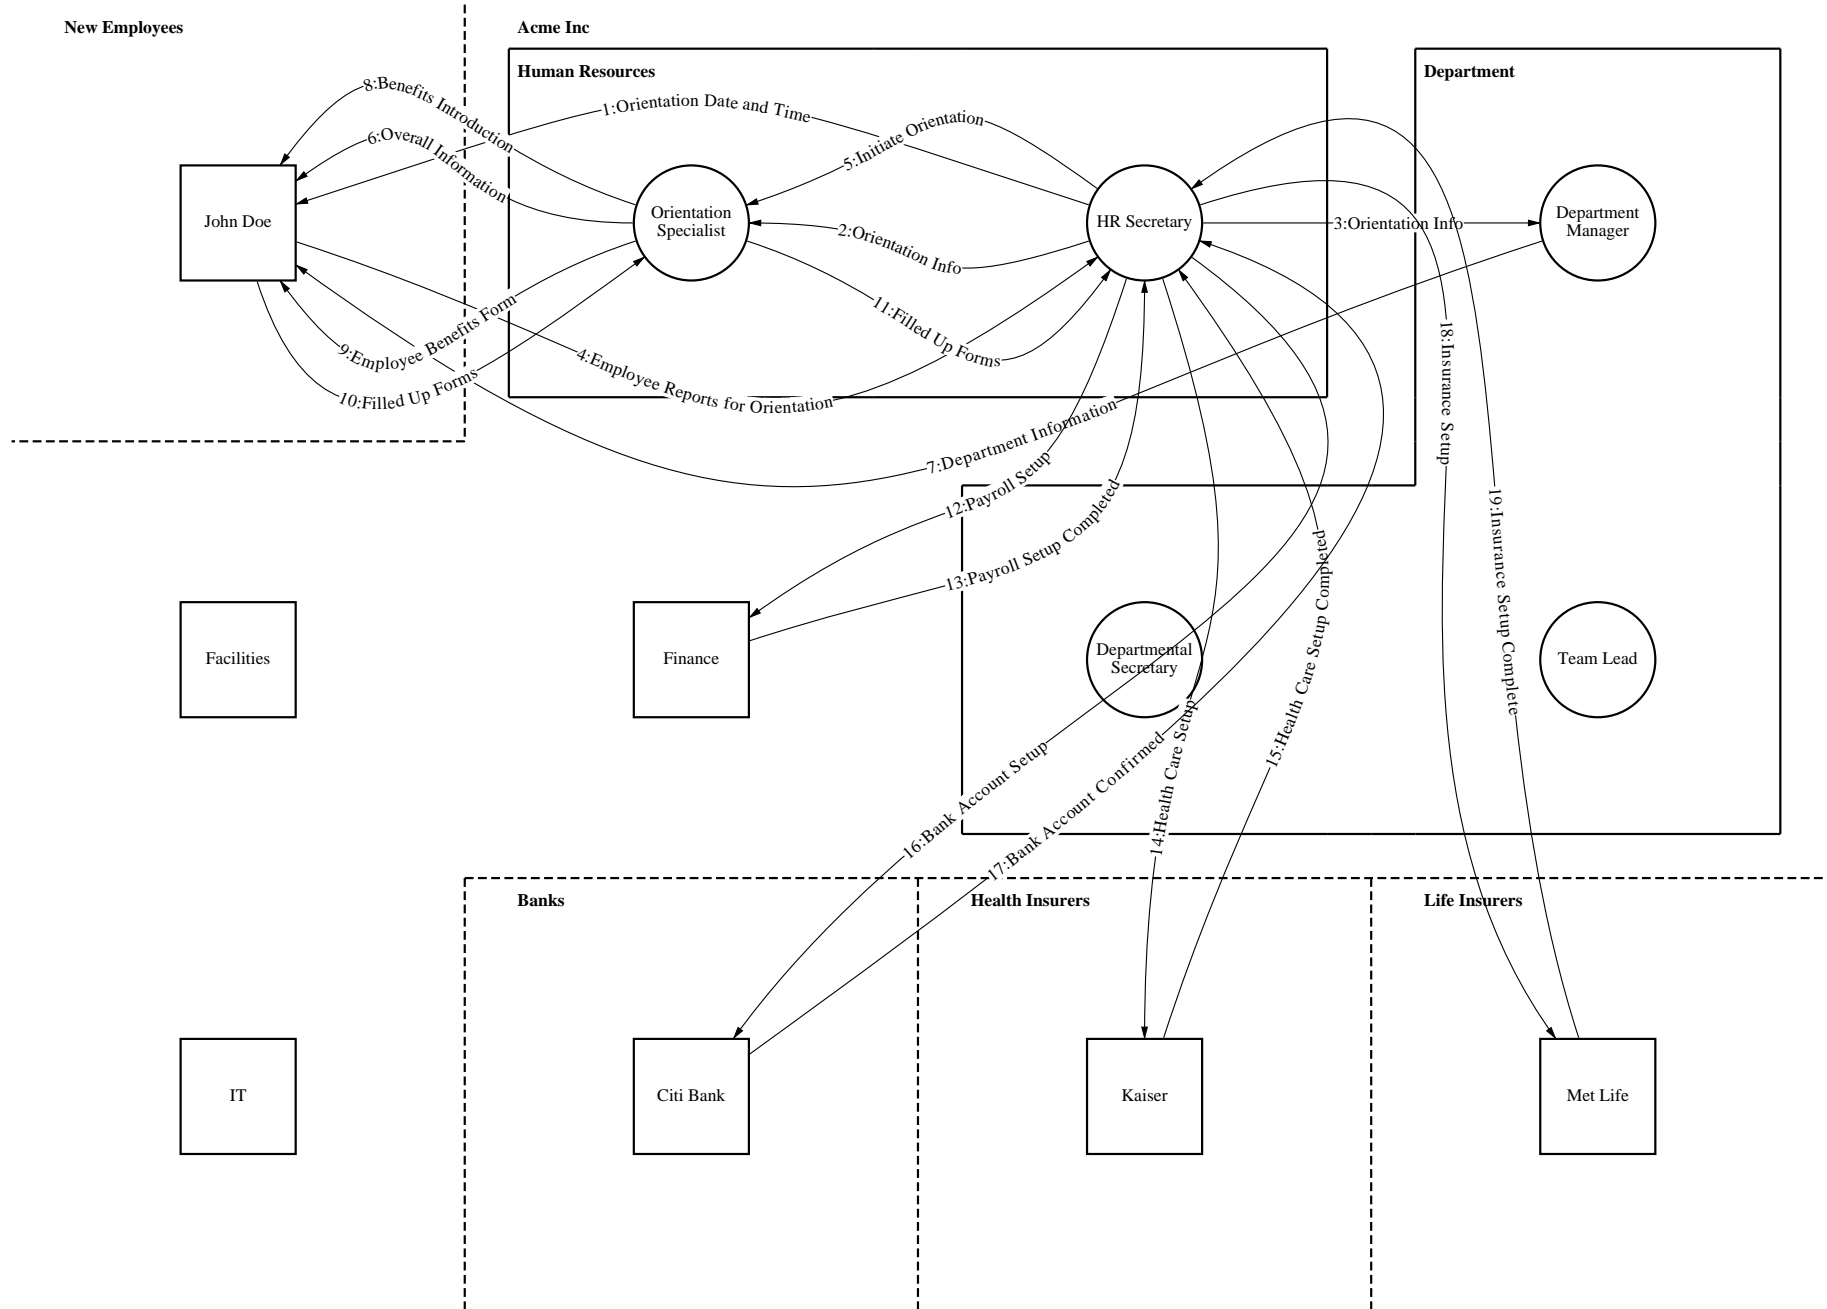 New Employees
Acme Inc
Human Resources
Department
8:Benefits Introduction
1:Orientation Date and Time
6:Overall Information
5:Initiate Orientation
John Doe
Orientation
Specialist
HR Secretary
Department
Manager
2:Orientation Info
3:Orientation Info
11:Filled Up Forms
9:Employee Benefits Form
4:Employee Reports for Orientation
10:Filled Up Forms
7:Department Information
18:Insurance Setup
12:Payroll Setup
13:Payroll Setup Completed
19:Insurance Setup Complete
15:Health Care Setup Completed
Facilities
Finance
Departmental
Secretary
Team Lead
16:Bank Account Setup
14:Health Care Setup
17:Bank Account Confirmed
Banks
Health Insurers
Life Insurers
IT
Citi Bank
Kaiser
Met Life